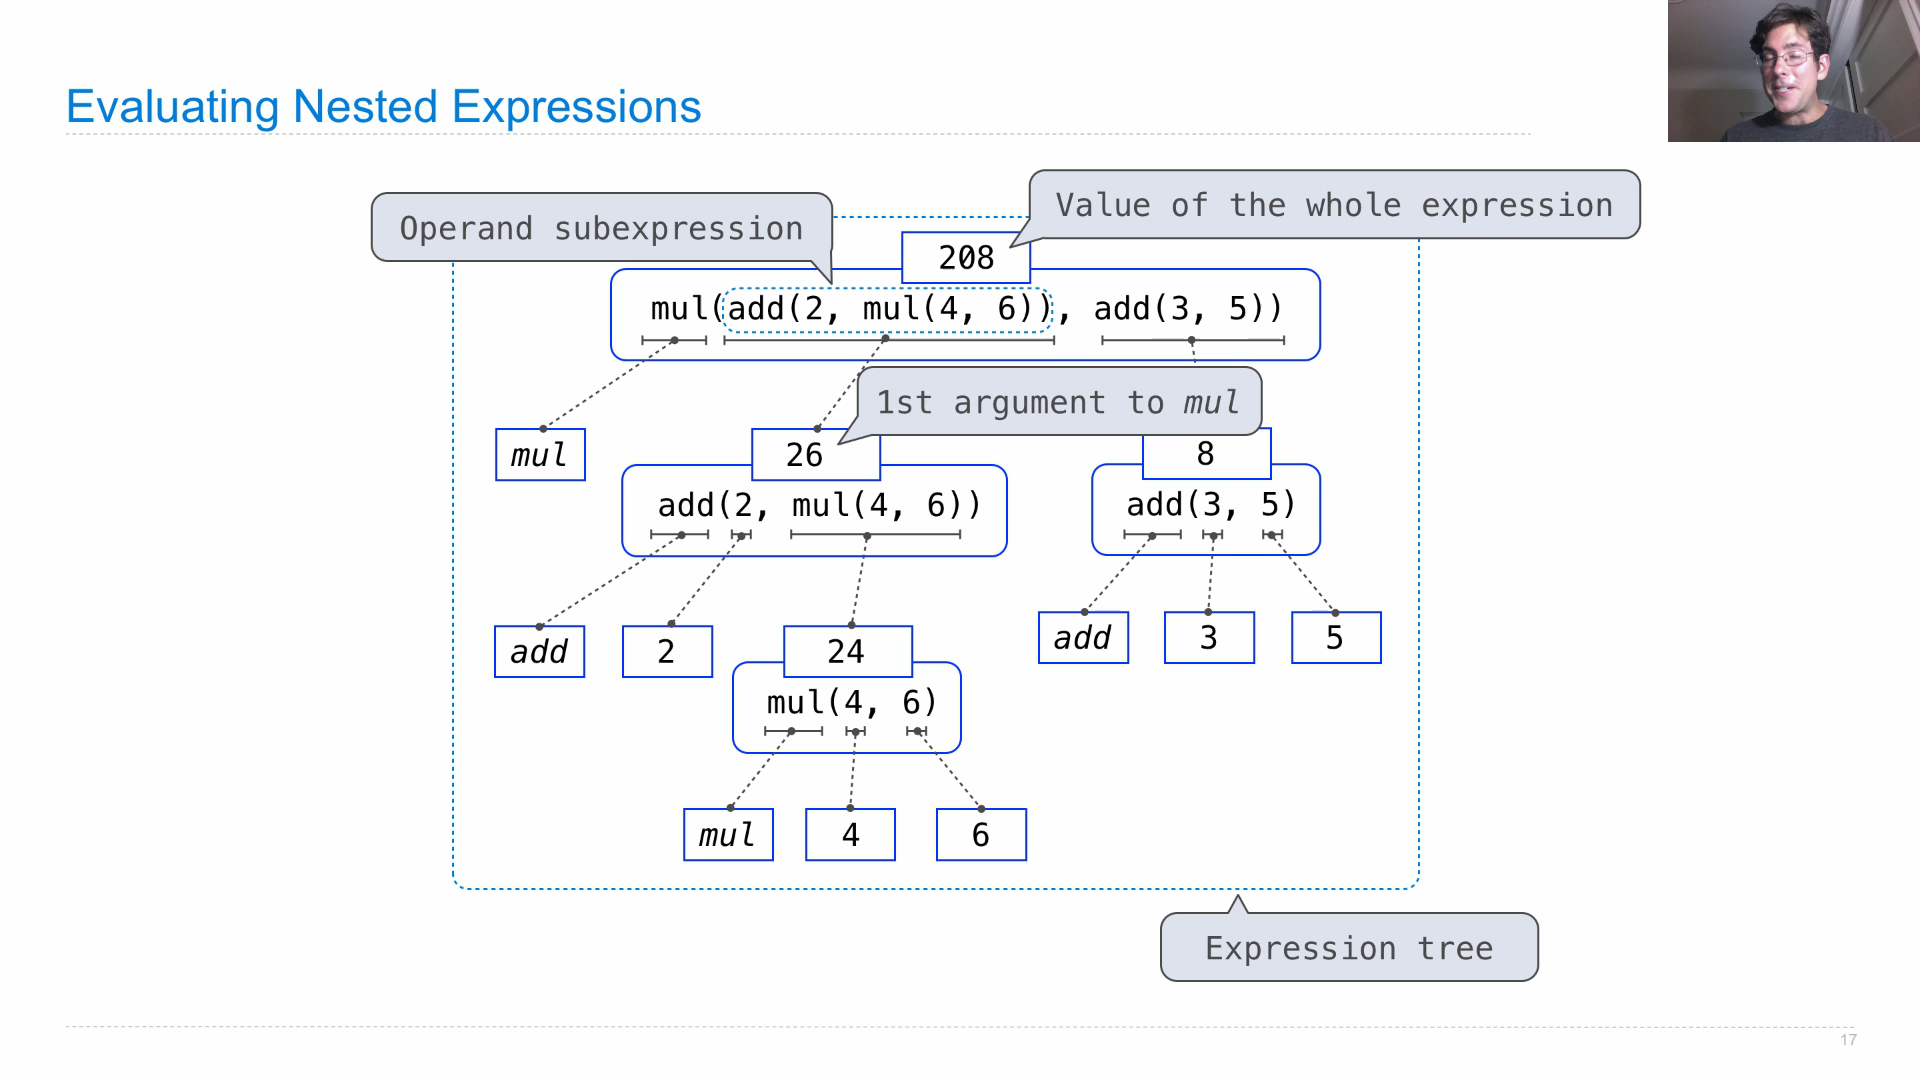 Evaluating Nested Expressions
Operand subexpression
Value of the whole expression
208
mul(add(2, mul(4, 6)), add(3, 5))
1st argument to mul
mul
26
8
add(2, mul(4, 6))
add(3, 5)
add
2
24
add
3
5
mul(4, 6)
mul
4
6
Expression tree
17